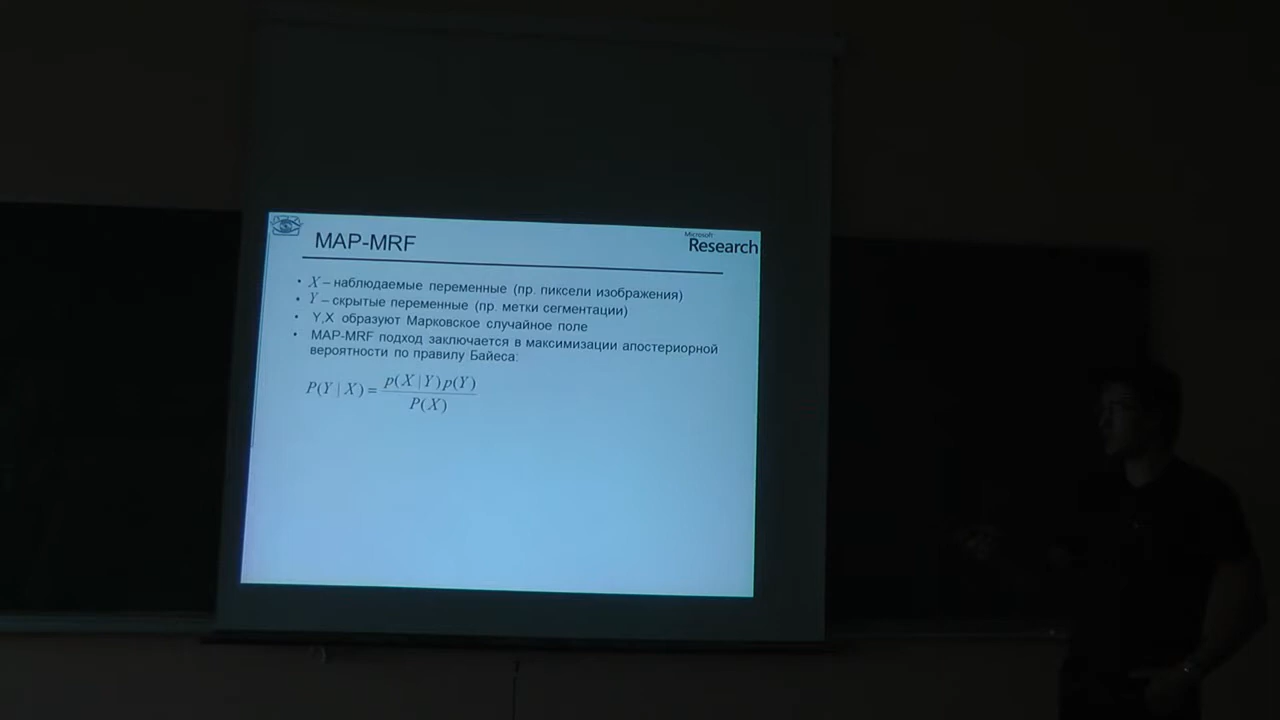 MAP-MRF
Microsoft
Research
• X – наблюдаемые переменные (пр. пиксели изображения)
• Y – скрытые переменные (пр. метки сегментации)
• Y,X образуют Марковское случайное поле
• MAP-MRF подход заключается в максимизации апостериорной
вероятности по правилу Байеса:
P(Y | X) = p(X | Y) p(Y) / P(X)